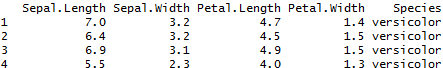 Sepal.Length Sepal.Width Petal.Length Petal.Width Species
1 7.0 3.2 4.7 1.4 versicolor
2 6.4 3.2 4.5 1.5 versicolor
3 6.9 3.1 4.9 1.5 versicolor
4 5.5 2.3 4.0 1.3 versicolor